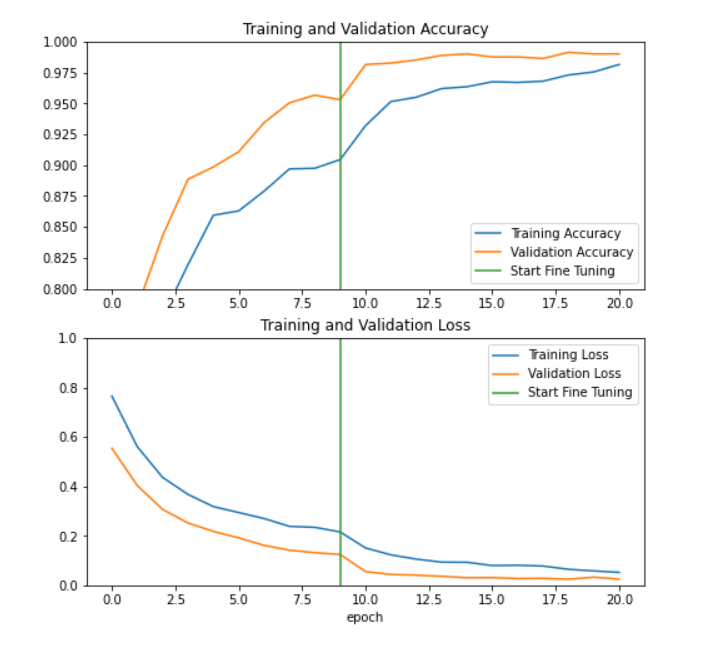 Training and Validation Accuracy
1.000
0.975
0.950
0.925
0.900
0.875
0.850
0.825
0.800
Training Accuracy
Validation Accuracy
Start Fine Tuning
0.0 2.5 5.0 7.5 10.0 12.5 15.0 17.5 20.0
Training and Validation Loss
1.0
0.8
0.6
0.4
0.2
0.0
Training Loss
Validation Loss
Start Fine Tuning
0.0 2.5 5.0 7.5 10.0 12.5 15.0 17.5 20.0
epoch